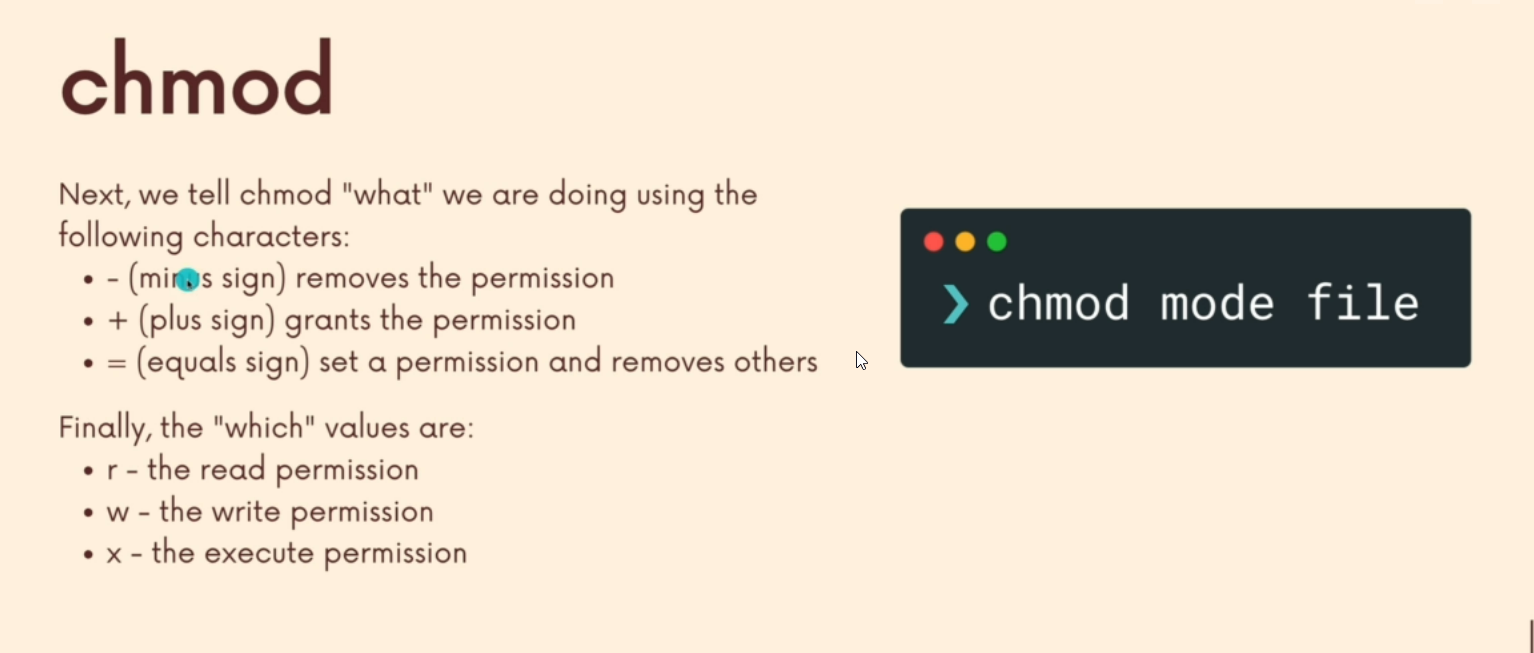 chmod
Next, we tell chmod "what" we are doing using the
following characters:
• - (minus sign) removes the permission
• + (plus sign) grants the permission
• = (equals sign) set a permission and removes others
Finally, the "which" values are:
• r - the read permission
• w - the write permission
• x - the execute permission
❯ chmod mode file